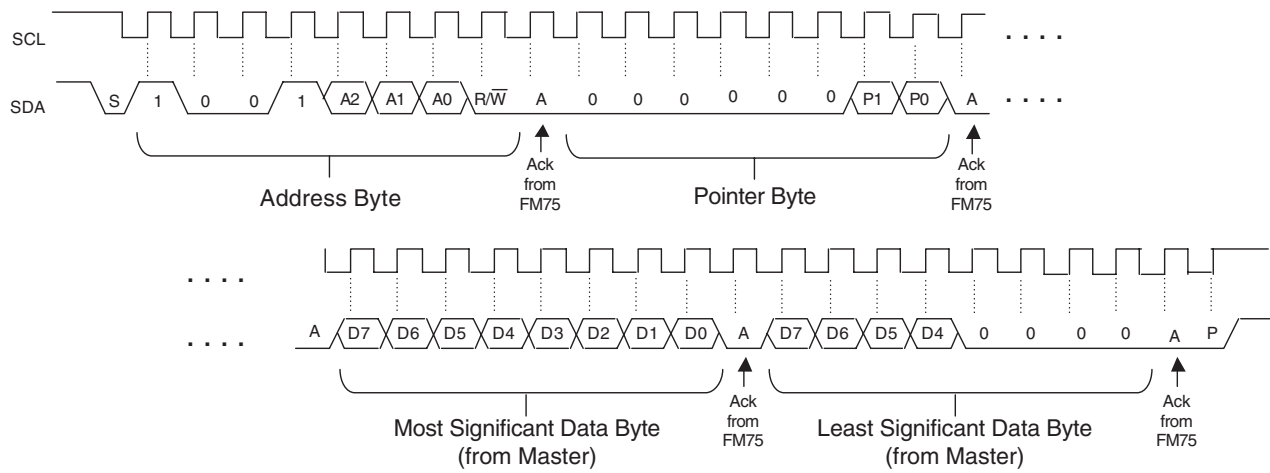 SCL
. . . .
SDA S 1 0 0 1 A2 A1 A0 R/W̅ A 0 0 0 0 0 0 P1 P0 A . . . .
Address Byte
Ack
from
FM75
Pointer Byte
Ack
from
FM75
. . . .
. . . . A D7 D6 D5 D4 D3 D2 D1 D0 A D7 D6 D5 D4 0 0 0 0 A P
Most Significant Data Byte
(from Master)
Ack
from
FM75
Least Significant Data Byte
(from Master)
Ack
from
FM75